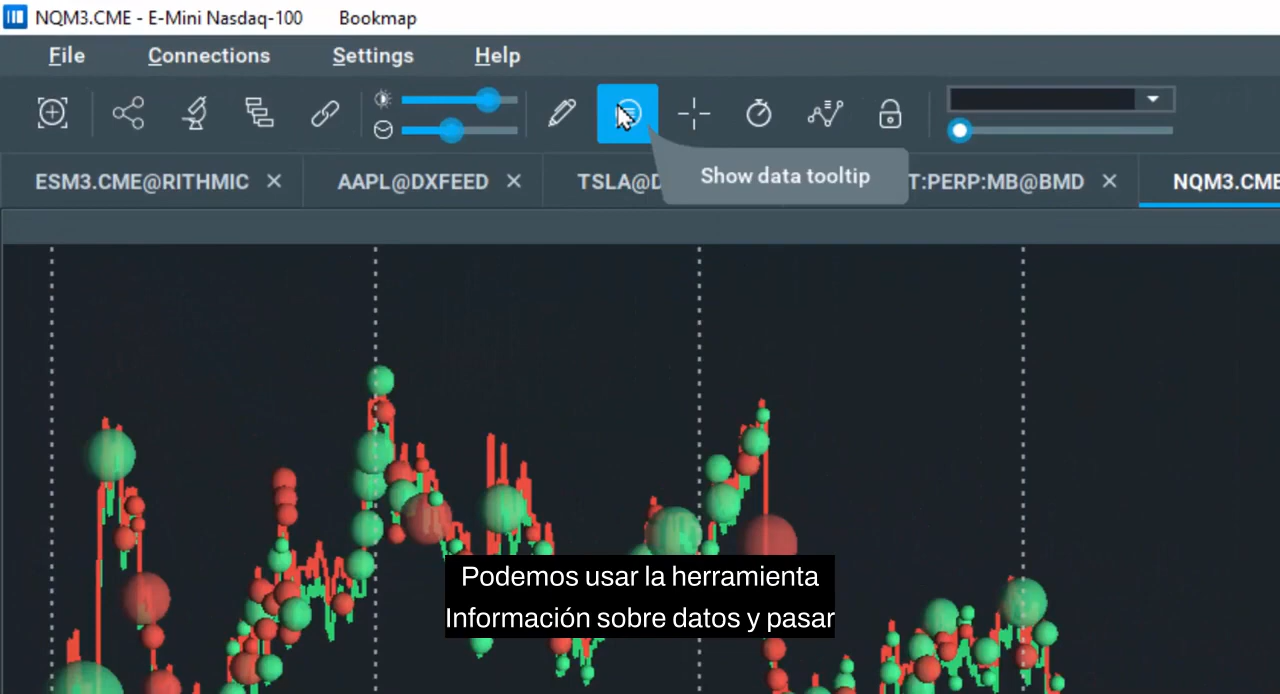 NQM3.CME - E-Mini Nasdaq-100 Bookmap
File Connections Settings Help
Show data tooltip
ESM3.CME@RITHMIC AAPL@DXFEED TSLA@D T:PERP:MB@BMD NQM3.CME
Podemos usar la herramienta
Información sobre datos y pasar